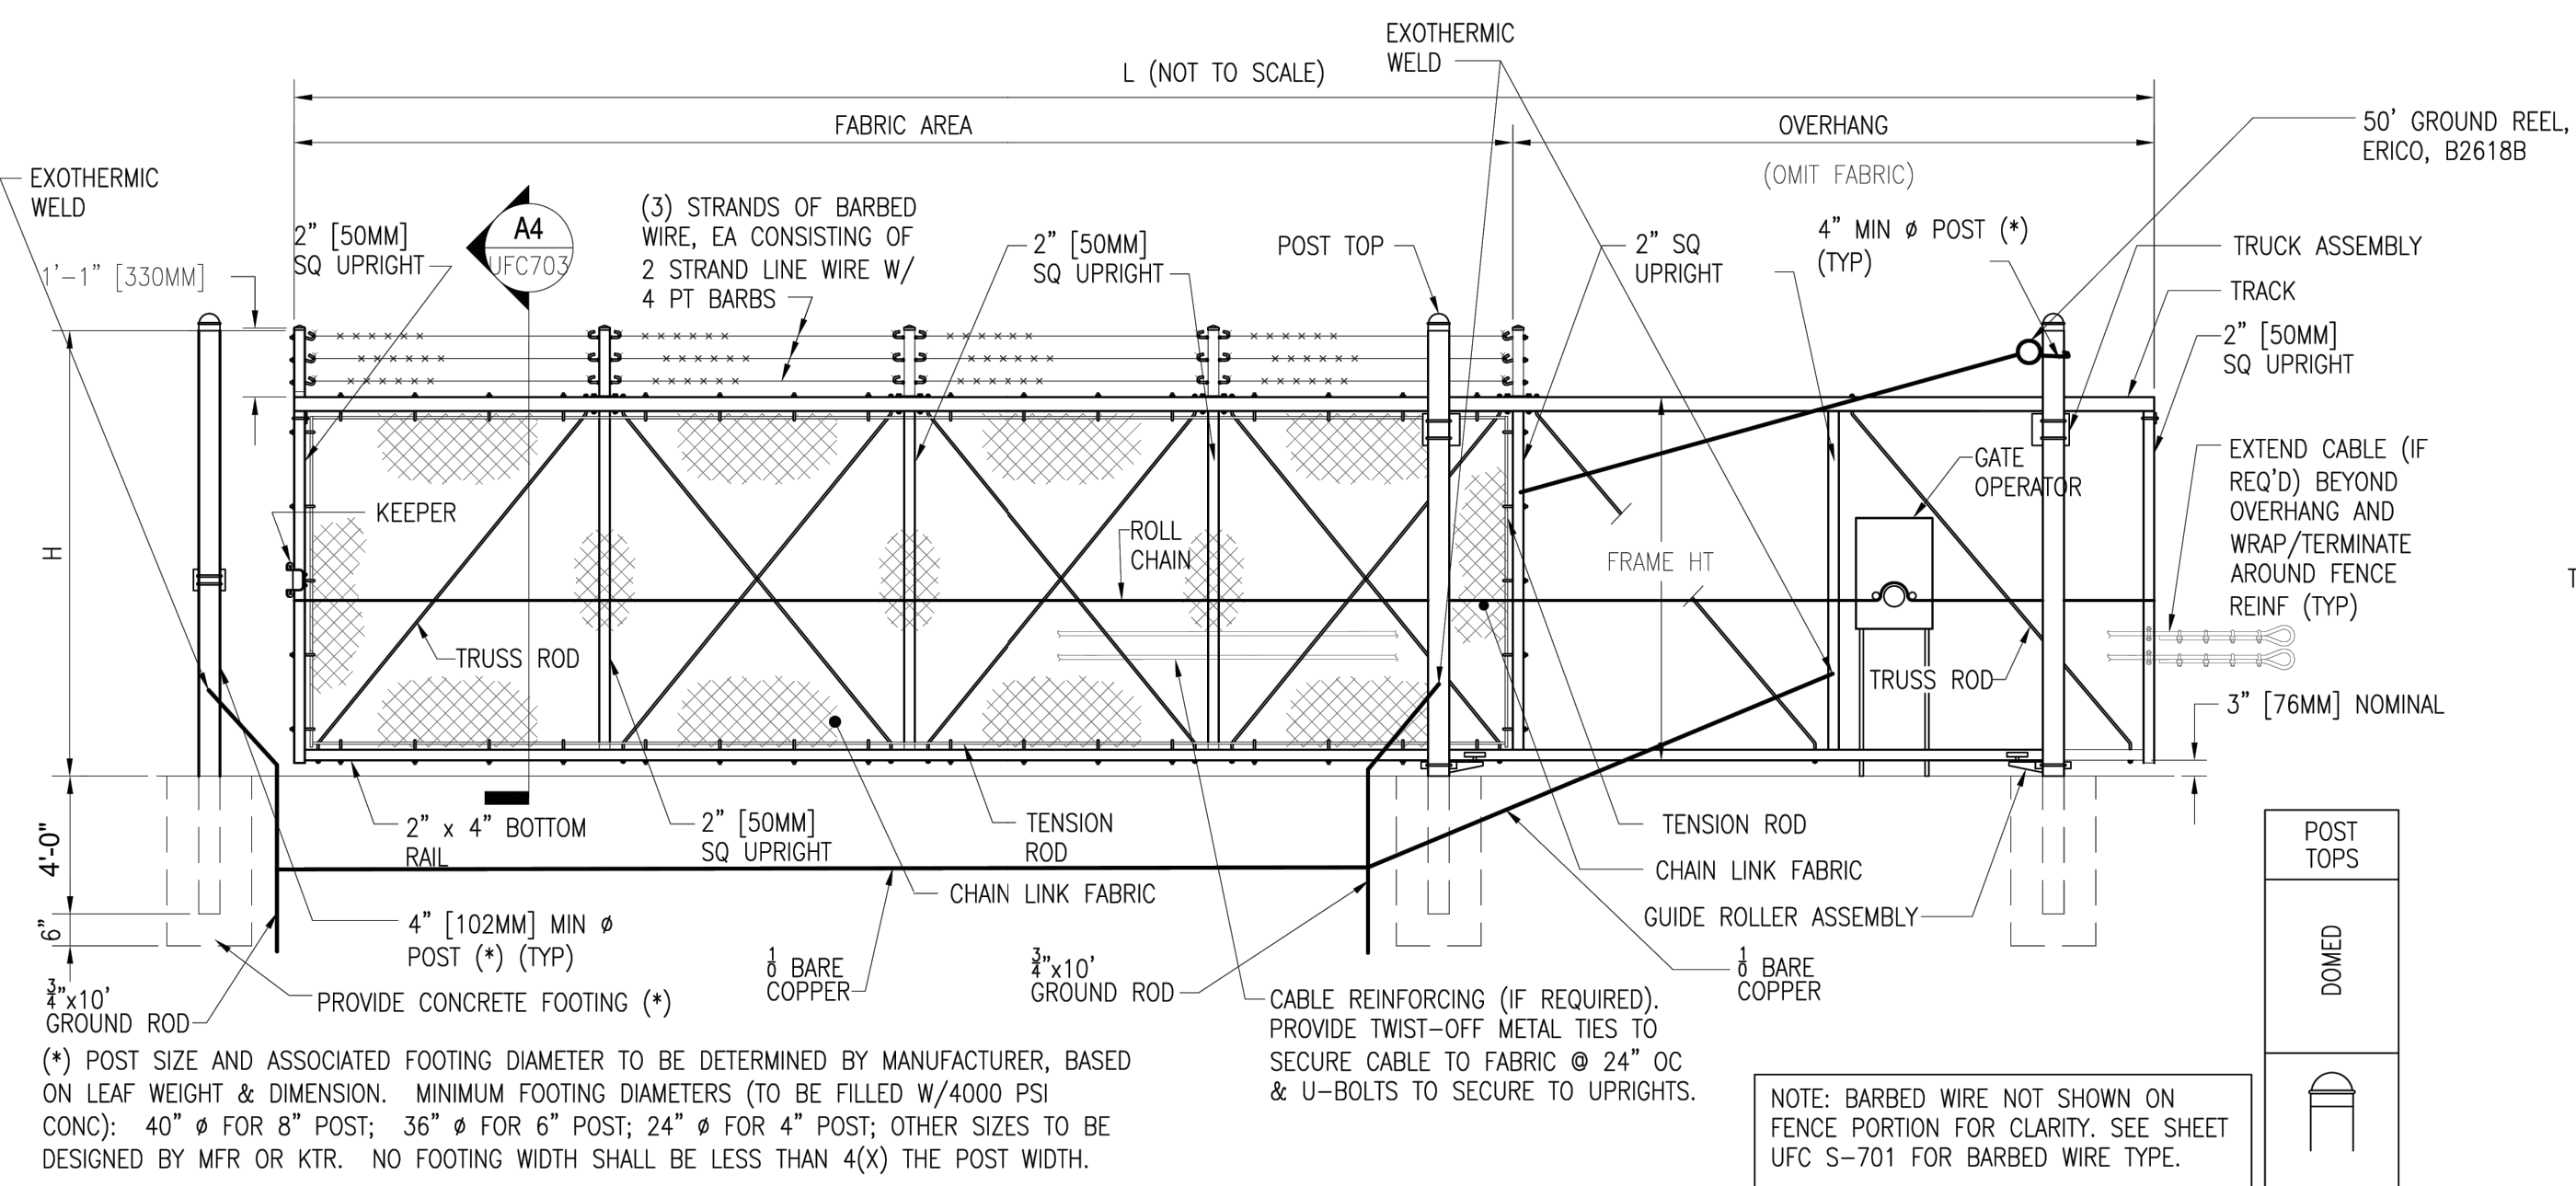 EXOTHERMIC
WELD
L (NOT TO SCALE)
FABRIC AREA
OVERHANG
(OMIT FABRIC)
50' GROUND REEL,
ERICO, B2618B
EXOTHERMIC
WELD
2" [50MM]
SQ UPRIGHT
1'-1" [330MM]
A4
UFC703
(3) STRANDS OF BARBED
WIRE, EA CONSISTING OF
2 STRAND LINE WIRE W/
4 PT BARBS
2" [50MM]
SQ UPRIGHT
POST TOP
2" SQ
UPRIGHT
4" MIN ø POST (*)
(TYP)
TRUCK ASSEMBLY
TRACK
2" [50MM]
SQ UPRIGHT
GATE
OPERATOR
EXTEND CABLE (IF
REQ'D) BEYOND
OVERHANG AND
WRAP/TERMINATE
AROUND FENCE
REINF (TYP)
KEEPER
H
ROLL
CHAIN
FRAME HT
T
TRUSS ROD
TRUSS ROD
3" [76MM] NOMINAL
4'-0"
6"
2" x 4" BOTTOM
RAIL
2" [50MM]
SQ UPRIGHT
TENSION
ROD
TENSION ROD
CHAIN LINK FABRIC
CHAIN LINK FABRIC
GUIDE ROLLER ASSEMBLY
4" [102MM] MIN ø
POST (*) (TYP)
1/0 BARE
COPPER
3/4"x10'
GROUND ROD
1/0 BARE
COPPER
3/4"x10'
GROUND ROD
PROVIDE CONCRETE FOOTING (*)
CABLE REINFORCING (IF REQUIRED).
PROVIDE TWIST-OFF METAL TIES TO
SECURE CABLE TO FABRIC @ 24" OC
& U-BOLTS TO SECURE TO UPRIGHTS.
(*) POST SIZE AND ASSOCIATED FOOTING DIAMETER TO BE DETERMINED BY MANUFACTURER, BASED
ON LEAF WEIGHT & DIMENSION. MINIMUM FOOTING DIAMETERS (TO BE FILLED W/4000 PSI
CONC): 40" ø FOR 8" POST; 36" ø FOR 6" POST; 24" ø FOR 4" POST; OTHER SIZES TO BE
DESIGNED BY MFR OR KTR. NO FOOTING WIDTH SHALL BE LESS THAN 4(X) THE POST WIDTH.
NOTE: BARBED WIRE NOT SHOWN ON
FENCE PORTION FOR CLARITY. SEE SHEET
UFC S-701 FOR BARBED WIRE TYPE.
POST
TOPS
DOMED